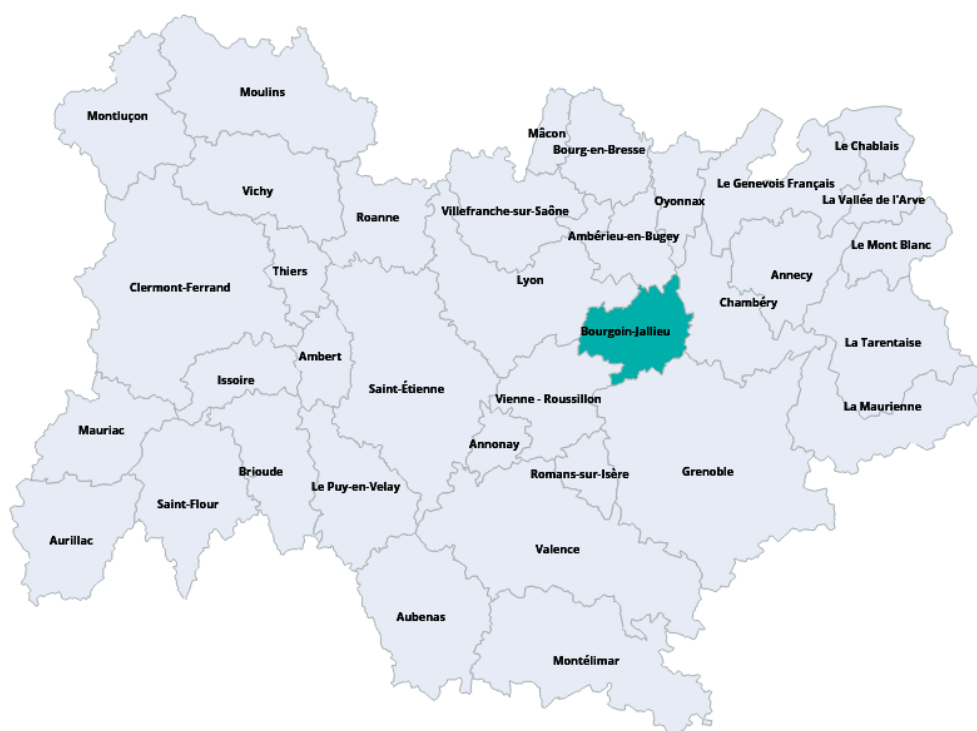 Moulins
Montluçon
Mâcon
Bourg-en-Bresse
Le Chablais
Le Genevois Français
Vichy
La Vallée de l'Arve
Oyonnax
Villefranche-sur-Saône
Roanne
Ambérieu-en-Bugey
Le Mont Blanc
Thiers
Annecy
Lyon
Clermont-Ferrand
Chambéry
Bourgoin-Jallieu
La Tarentaise
Ambert
Issoire
Saint-Étienne
Vienne - Roussillon
La Maurienne
Mauriac
Annonay
Brioude
Grenoble
Romans-sur-Isère
Le Puy-en-Velay
Saint-Flour
Aurillac
Valence
Aubenas
Montélimar